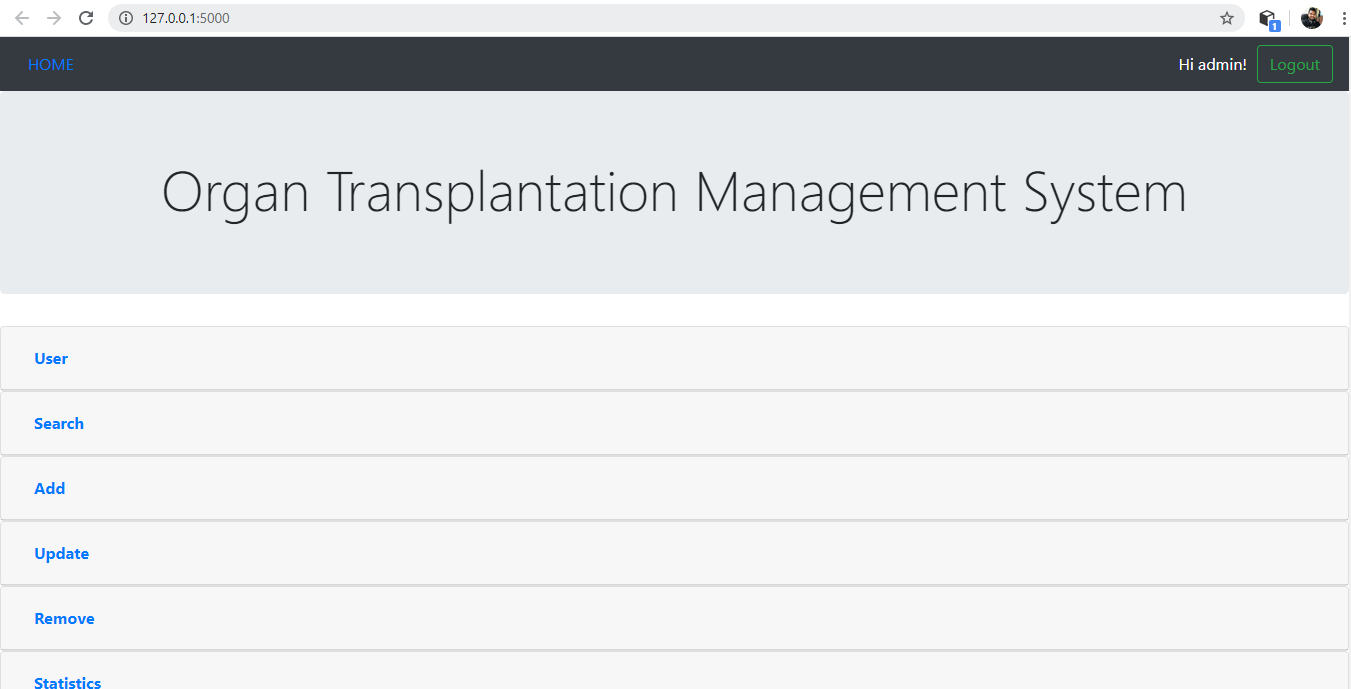 127.0.0.1:5000
1
HOME
Hi admin!
Logout
Organ Transplantation Management System
User
Search
Add
Update
Remove
Statistics